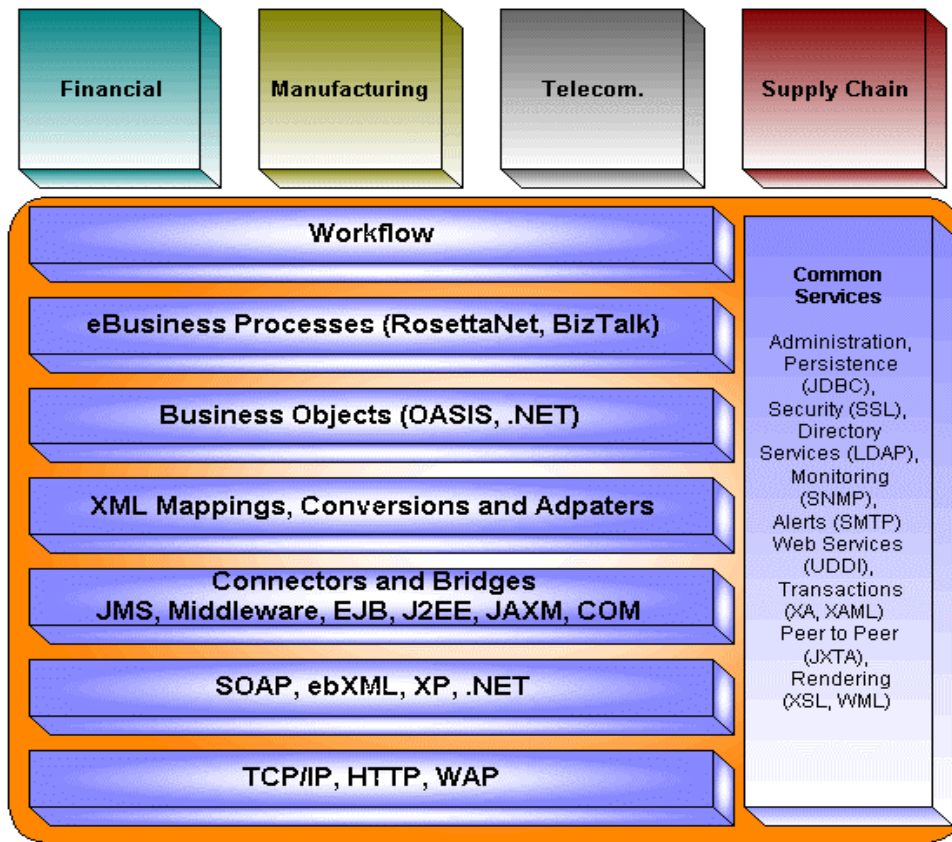 Financial
Manufacturing
Telecom.
Supply Chain
Workflow
eBusiness Processes (RosettaNet, BizTalk)
Business Objects (OASIS, .NET)
XML Mappings, Conversions and Adpaters
Connectors and Bridges
JMS, Middleware, EJB, J2EE, JAXM, COM
SOAP, ebXML, XP, .NET
TCP/IP, HTTP, WAP
Common
Services
Administration,
Persistence
(JDBC),
Security (SSL),
Directory
Services (LDAP),
Monitoring
(SNMP),
Alerts (SMTP)
Web Services
(UDDI),
Transactions
(XA, XAML)
Peer to Peer
(JXTA),
Rendering
(XSL, WML)